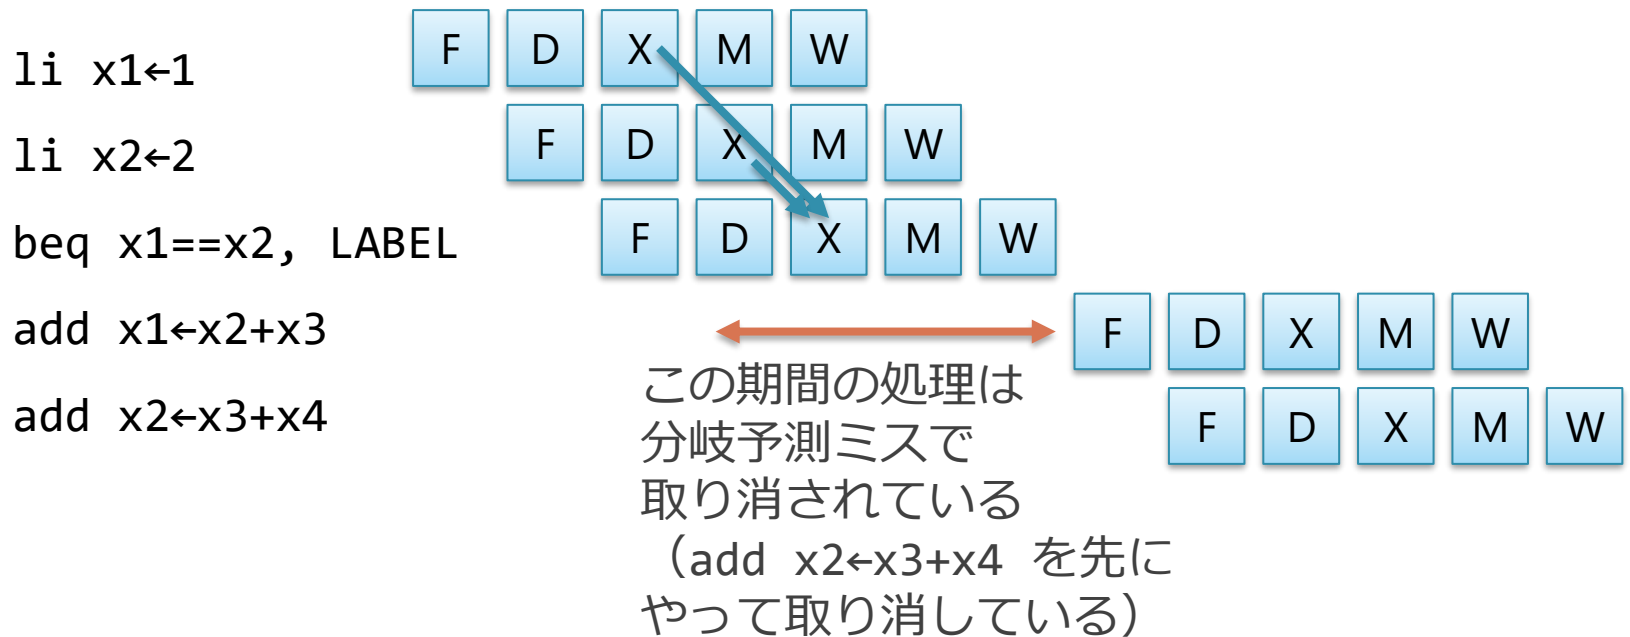 li x1←1
F D X M W
li x2←2
F D X M W
beq x1==x2, LABEL
F D X M W
add x1←x2+x3
F D X M W
add x2←x3+x4
F D X M W
この期間の処理は
分岐予測ミスで
取り消されている
（add x2←x3+x4 を先に
やって取り消している）